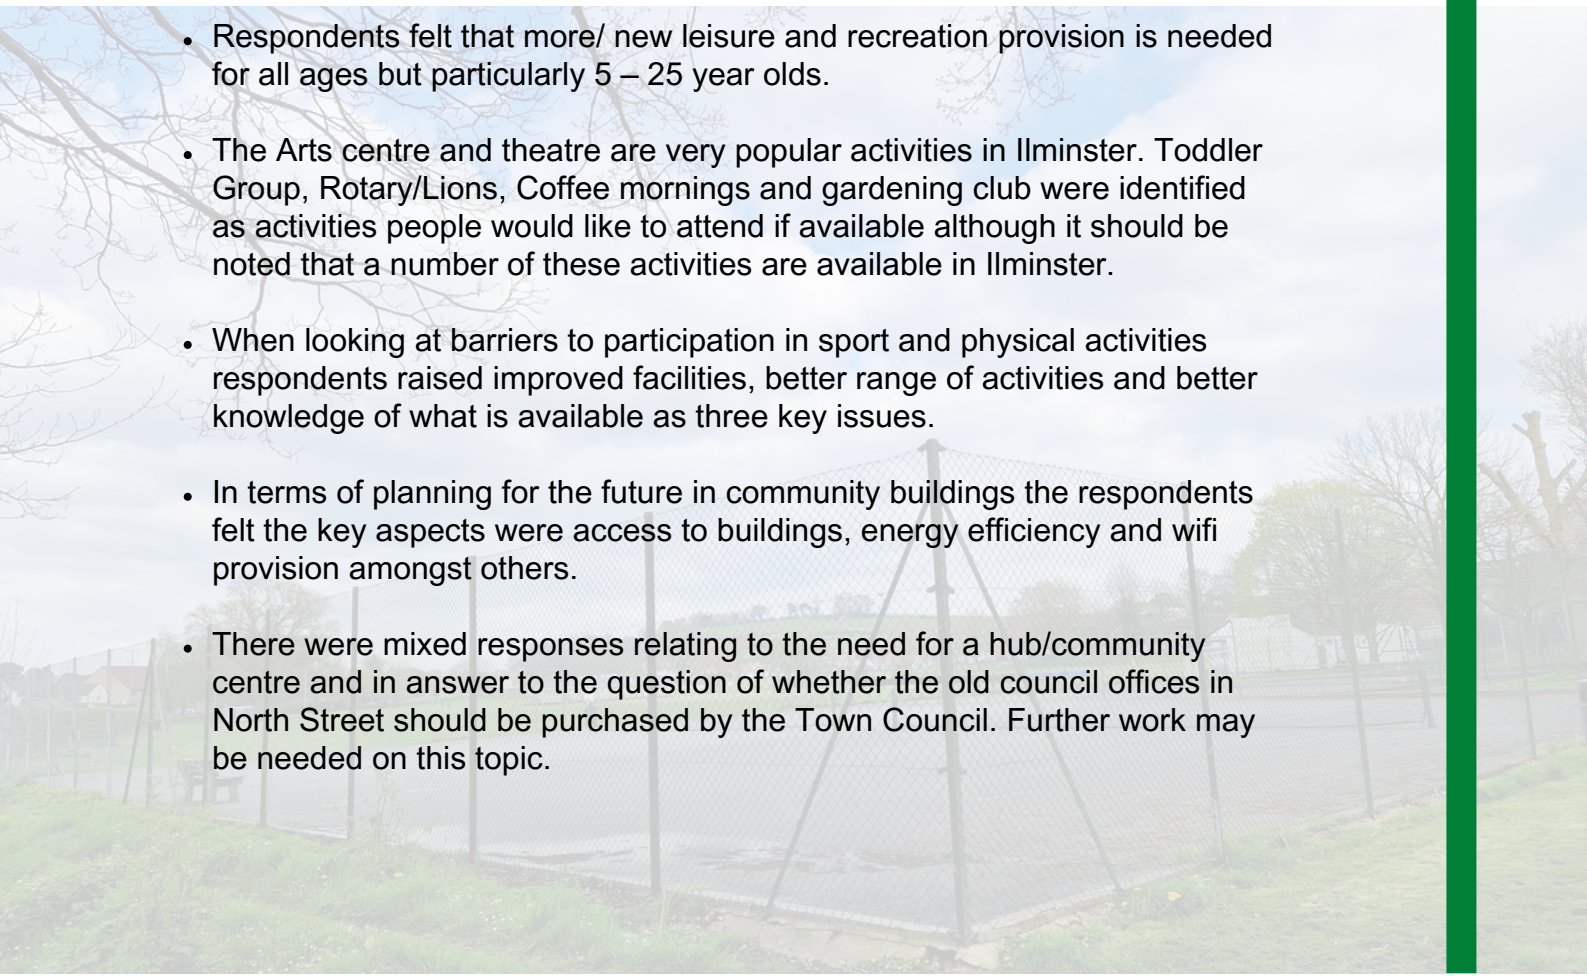 • Respondents felt that more/ new leisure and recreation provision is needed
for all ages but particularly 5 – 25 year olds.
• The Arts centre and theatre are very popular activities in Ilminster. Toddler
Group, Rotary/Lions, Coffee mornings and gardening club were identified
as activities people would like to attend if available although it should be
noted that a number of these activities are available in Ilminster.
• When looking at barriers to participation in sport and physical activities
respondents raised improved facilities, better range of activities and better
knowledge of what is available as three key issues.
• In terms of planning for the future in community buildings the respondents
felt the key aspects were access to buildings, energy efficiency and wifi
provision amongst others.
• There were mixed responses relating to the need for a hub/community
centre and in answer to the question of whether the old council offices in
North Street should be purchased by the Town Council. Further work may
be needed on this topic.